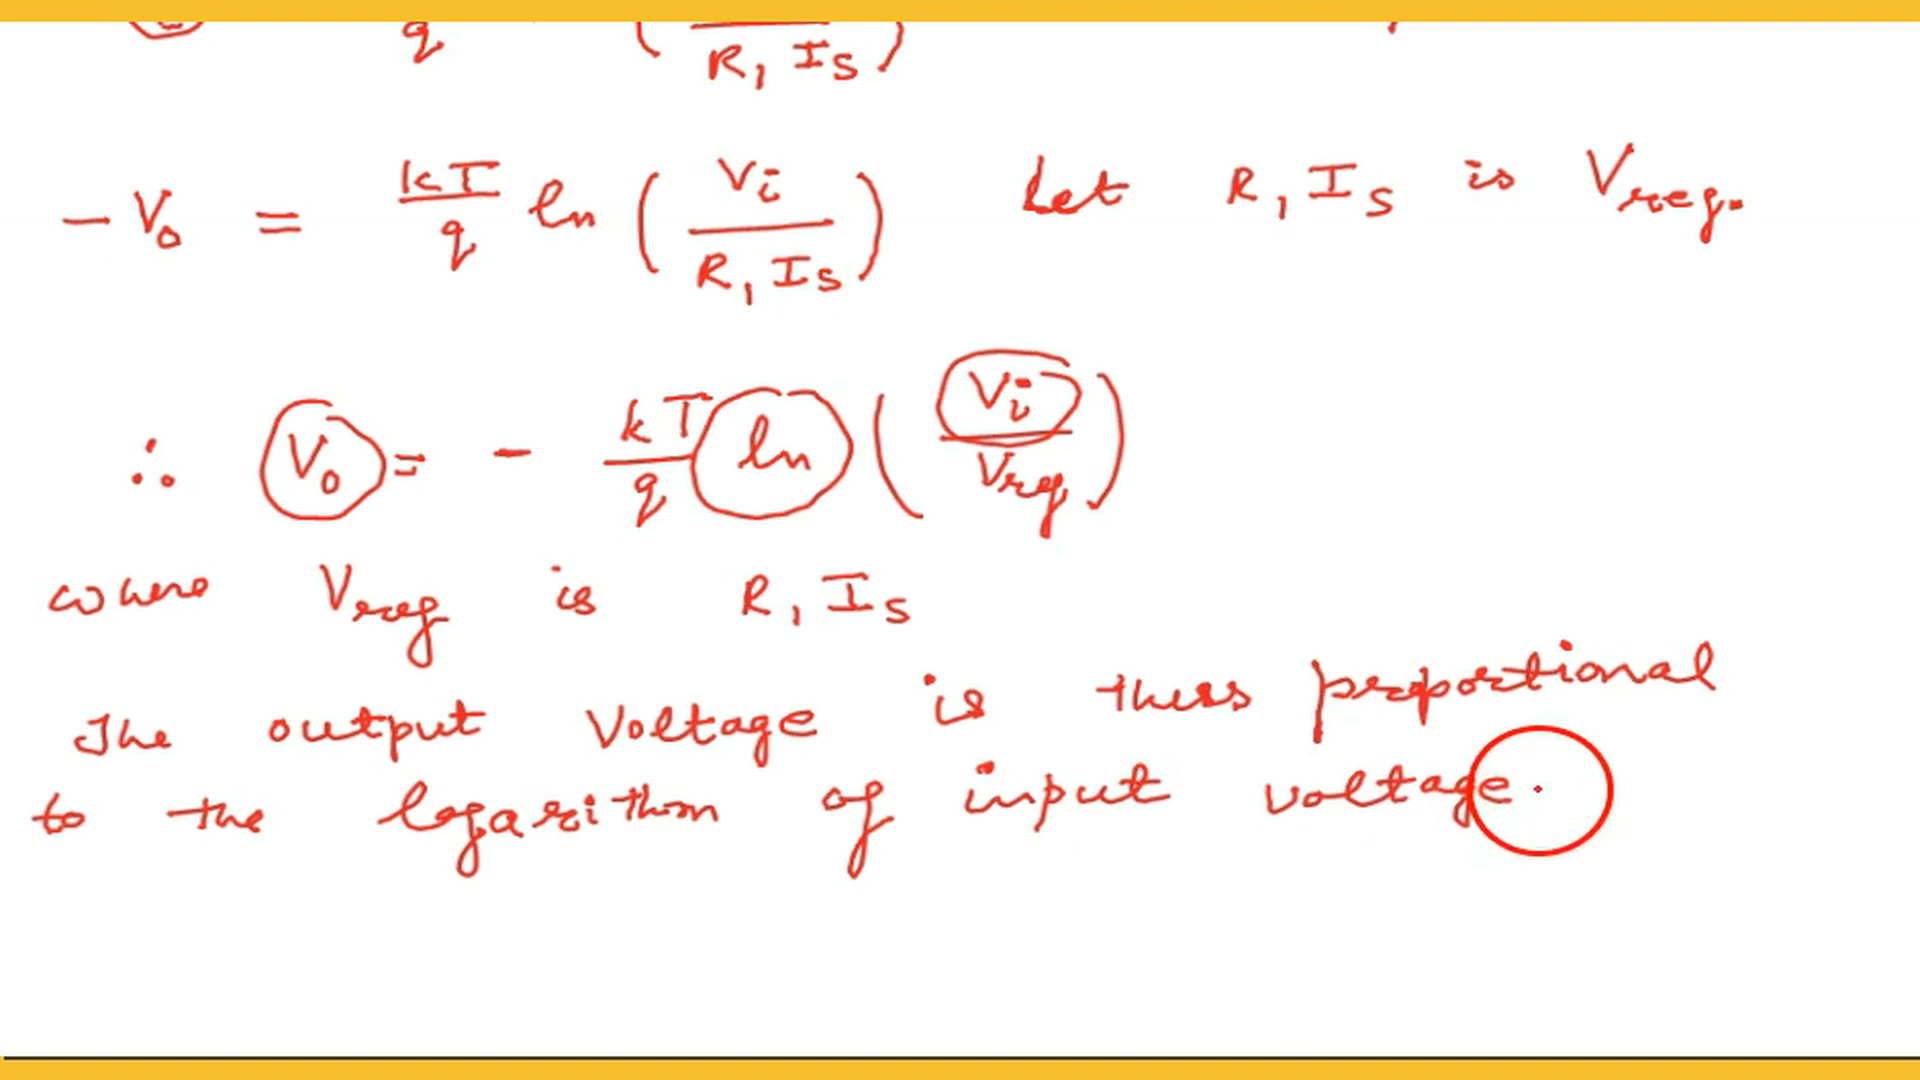 q ( R1 IS )
- V0 = kT/q ln ( Vi / R1 IS ) Let R1 IS is Vreg.
∴ V0 = - kT/q ln ( Vi / Vreg )
where Vreg is R1 IS
The output Voltage is thus proportional
to the logarithm of input voltage.